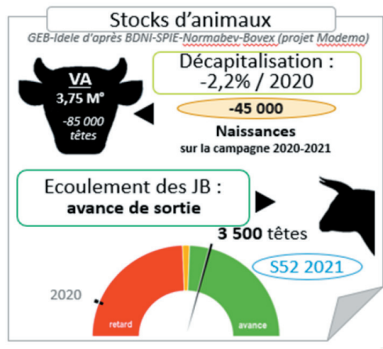 Stocks d'animaux
GEB-Idele d'après BDNI-SPIE-Normabev-Bovex (projet Modemo)
Décapitalisation :
-2,2% / 2020
VA
3,75 M°
-85 000
têtes
-45 000
Naissances
sur la campagne 2020-2021
Ecoulement des JB :
avance de sortie
3 500 têtes
S52 2021
2020
retard
avance